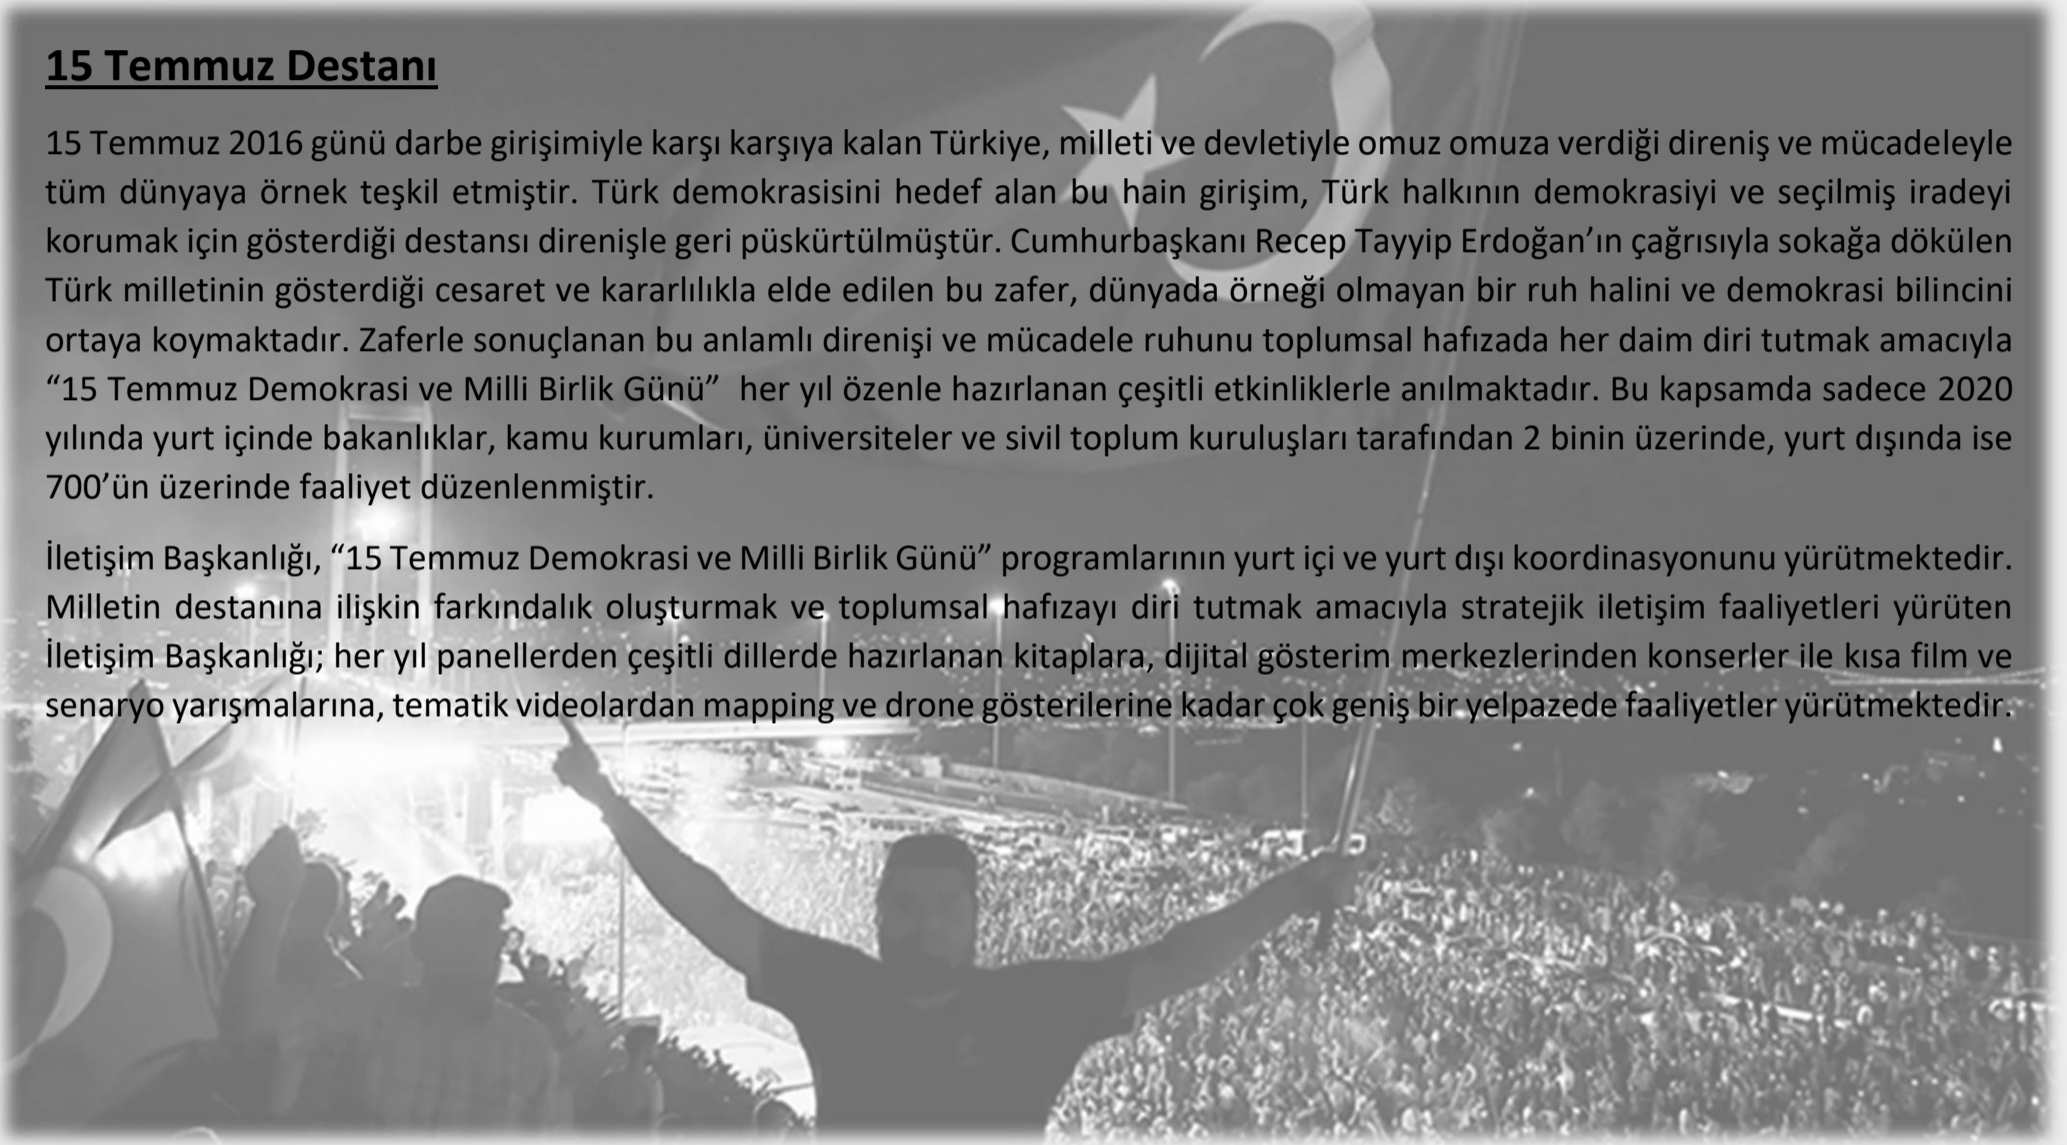 15 Temmuz Destanı
15 Temmuz 2016 günü darbe girişimiyle karşı karşıya kalan Türkiye, milleti ve devletiyle omuz omuza verdiği direniş ve mücadeleyle
tüm dünyaya örnek teşkil etmiştir. Türk demokrasisini hedef alan bu hain girişim, Türk halkının demokrasiyi ve seçilmiş iradeyi
korumak için gösterdiği destansı direnişle geri püskürtülmüştür. Cumhurbaşkanı Recep Tayyip Erdoğan’ın çağrısıyla sokağa dökülen
Türk milletinin gösterdiği cesaret ve kararlılıkla elde edilen bu zafer, dünyada örneği olmayan bir ruh halini ve demokrasi bilincini
ortaya koymaktadır. Zaferle sonuçlanan bu anlamlı direnişi ve mücadele ruhunu toplumsal hafızada her daim diri tutmak amacıyla
“15 Temmuz Demokrasi ve Milli Birlik Günü” her yıl özenle hazırlanan çeşitli etkinliklerle anılmaktadır. Bu kapsamda sadece 2020
yılında yurt içinde bakanlıklar, kamu kurumları, üniversiteler ve sivil toplum kuruluşları tarafından 2 binin üzerinde, yurt dışında ise
700’ün üzerinde faaliyet düzenlenmiştir.
İletişim Başkanlığı, “15 Temmuz Demokrasi ve Milli Birlik Günü” programlarının yurt içi ve yurt dışı koordinasyonunu yürütmektedir.
Milletin destanına ilişkin farkındalık oluşturmak ve toplumsal hafızayı diri tutmak amacıyla stratejik iletişim faaliyetleri yürüten
İletişim Başkanlığı; her yıl panellerden çeşitli dillerde hazırlanan kitaplara, dijital gösterim merkezlerinden konserler ile kısa film ve
senaryo yarışmalarına, tematik videolardan mapping ve drone gösterilerine kadar çok geniş bir yelpazede faaliyetler yürütmektedir.